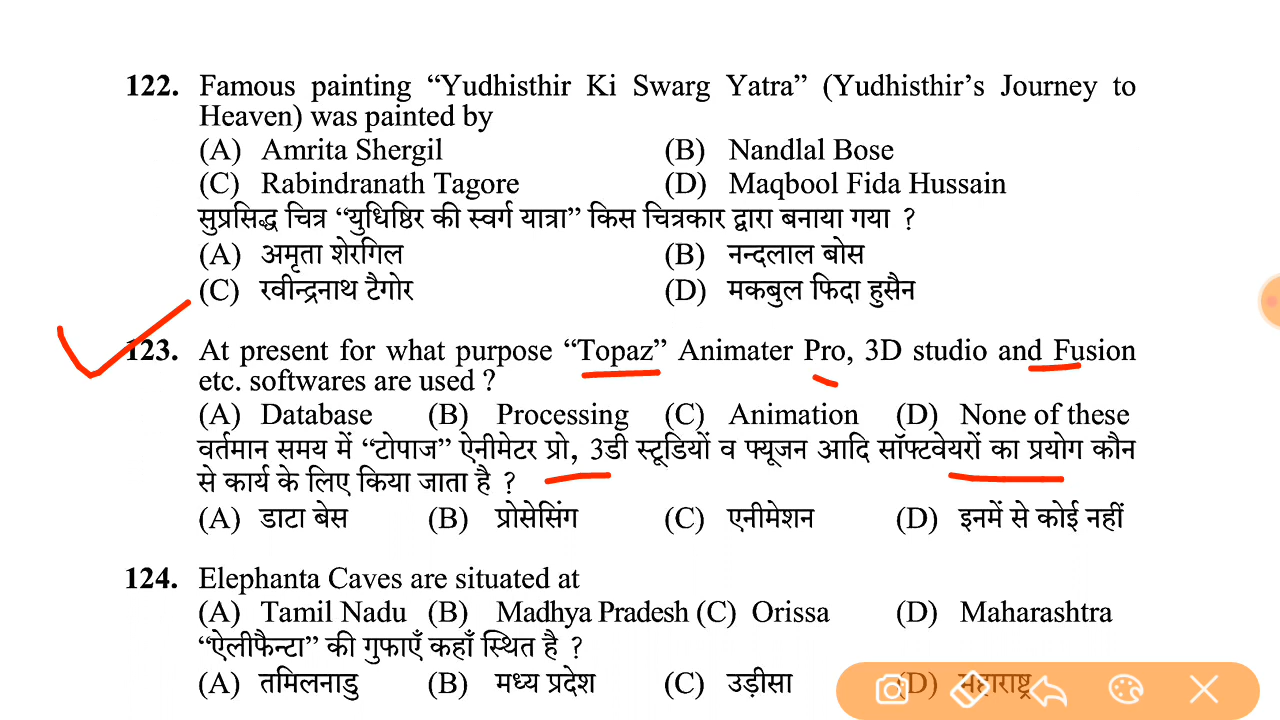 122. Famous painting “Yudhisthir Ki Swarg Yatra” (Yudhisthir’s Journey to
Heaven) was painted by
(A) Amrita Shergil (B) Nandlal Bose
(C) Rabindranath Tagore (D) Maqbool Fida Hussain
सुप्रसिद्ध चित्र “युधिष्ठिर की स्वर्ग यात्रा” किस चित्रकार द्वारा बनाया गया ?
(A) अमृता शेरगिल (B) नन्दलाल बोस
(C) रवीन्द्रनाथ टैगोर (D) मकबुल फिदा हुसैन
123. At present for what purpose “Topaz” Animater Pro, 3D studio and Fusion
etc. softwares are used ?
(A) Database (B) Processing (C) Animation (D) None of these
वर्तमान समय में “टोपाज” ऐनीमेटर प्रो, 3डी स्टूडियों व फ्यूजन आदि सॉफ्टवेयरों का प्रयोग कौन
से कार्य के लिए किया जाता है ?
(A) डाटा बेस (B) प्रोसेसिंग (C) एनीमेशन (D) इनमें से कोई नहीं
124. Elephanta Caves are situated at
(A) Tamil Nadu (B) Madhya Pradesh (C) Orissa (D) Maharashtra
“ऐलीफैन्टा” की गुफाएँ कहाँ स्थित है ?
(A) तमिलनाडु (B) मध्य प्रदेश (C) उड़ीसा (D) महाराष्ट्र